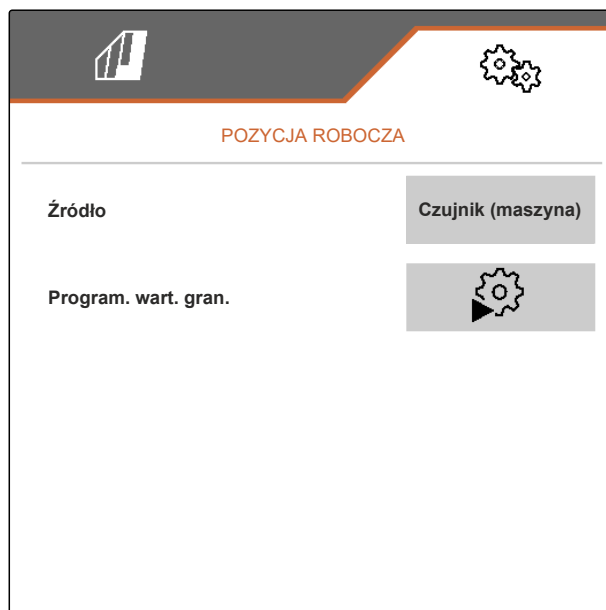 POZYCJA ROBOCZA
Źródło
Czujnik (maszyna)
Program. wart. gran.